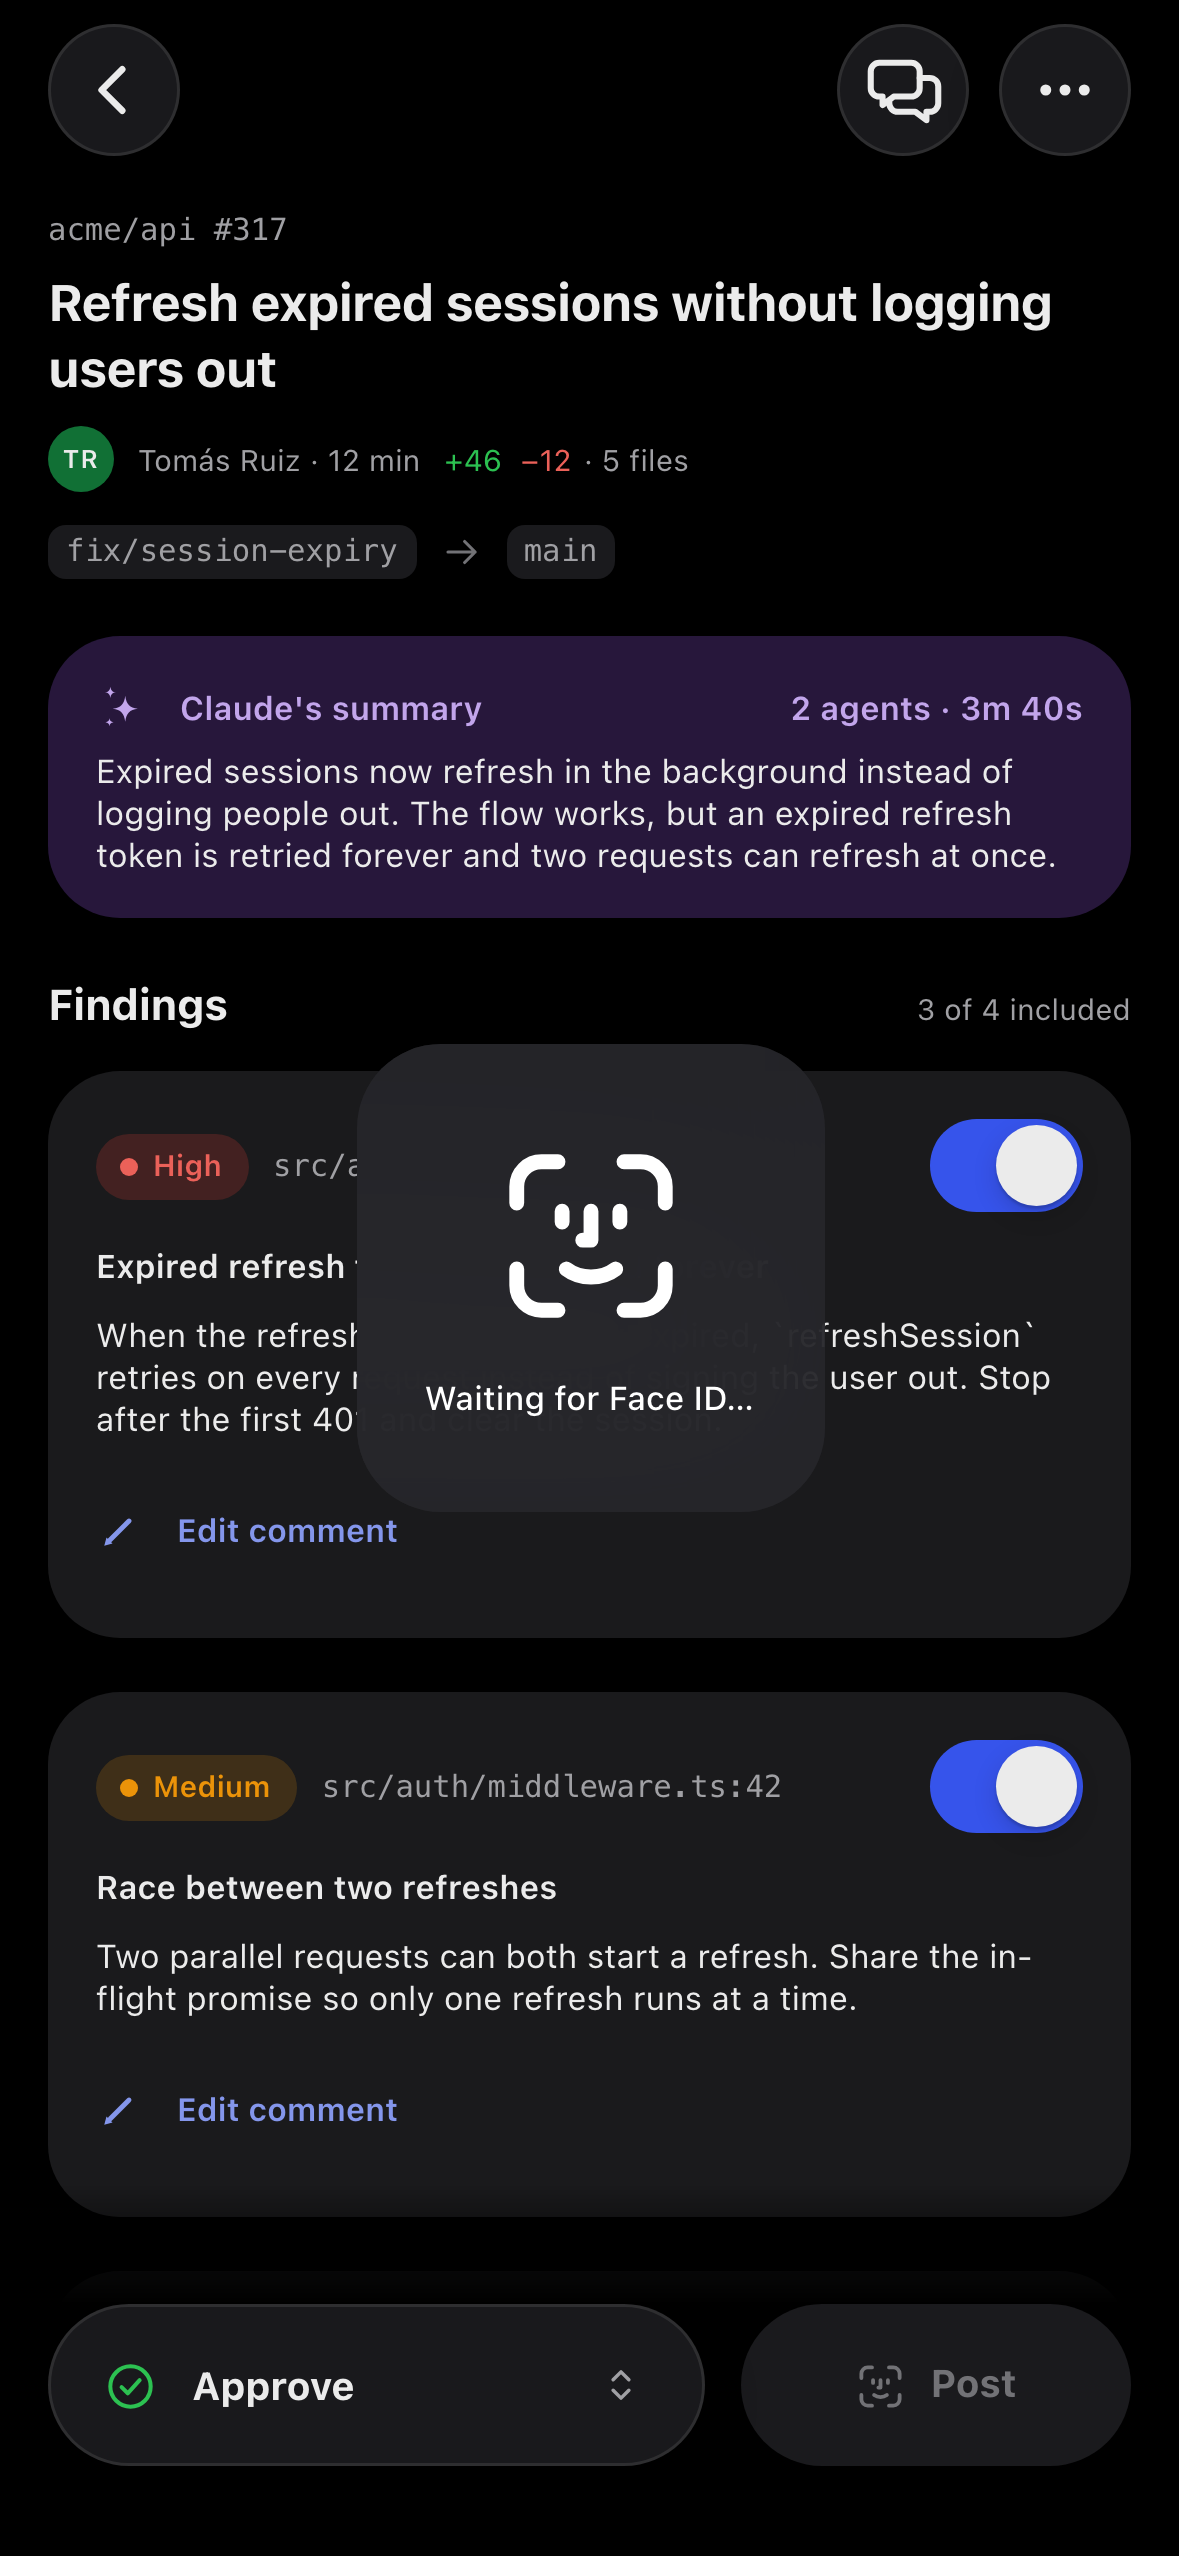 acme/api #317
Refresh expired sessions without logging
users out
TR
Tomás Ruiz · 12 min +46 −12 · 5 files
fix/session-expiry → main
Claude's summary
2 agents · 3m 40s
Expired sessions now refresh in the background instead of
logging people out. The flow works, but an expired refresh
token is retried forever and two requests can refresh at once.
Findings
3 of 4 included
High
Expired refresh
When the refresh `refreshSession`
retries on every the user out. Stop
after the first 401 and clear the session.
Waiting for Face ID...
Edit comment
Medium
src/auth/middleware.ts:42
Race between two refreshes
Two parallel requests can both start a refresh. Share the in-
flight promise so only one refresh runs at a time.
Edit comment
Approve
Post